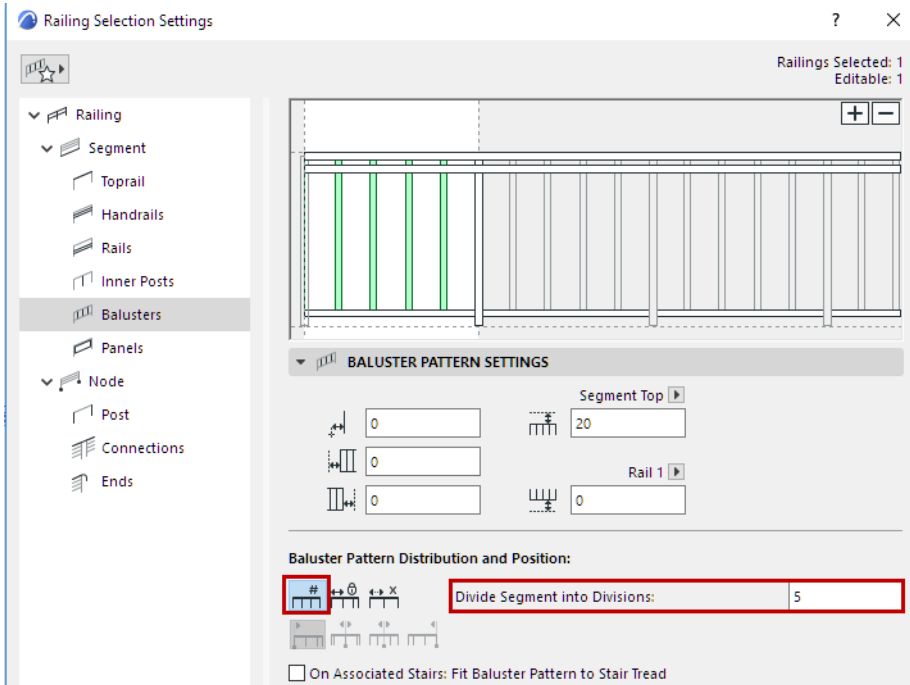 Railing Selection Settings
?
Railings Selected: 1
Editable: 1
Railing
Segment
Toprail
Handrails
Rails
Inner Posts
Balusters
Panels
Node
Post
Connections
Ends
BALUSTER PATTERN SETTINGS
Segment Top
0
20
0
Rail 1
0
0
Baluster Pattern Distribution and Position:
#
X
Divide Segment into Divisions:
5
On Associated Stairs: Fit Baluster Pattern to Stair Tread